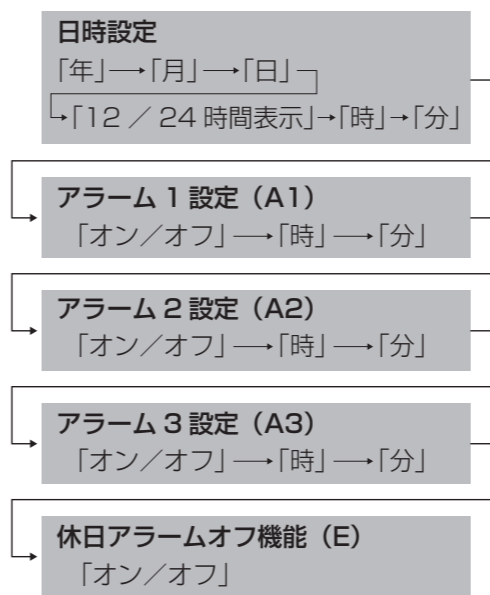 日時設定
「年」→「月」→「日」
→「12 / 24 時間表示」→「時」→「分」
アラーム 1 設定（A1）
「オン／オフ」→「時」→「分」
アラーム 2 設定（A2）
「オン／オフ」→「時」→「分」
アラーム 3 設定（A3）
「オン／オフ」→「時」→「分」
休日アラームオフ機能（E）
「オン／オフ」